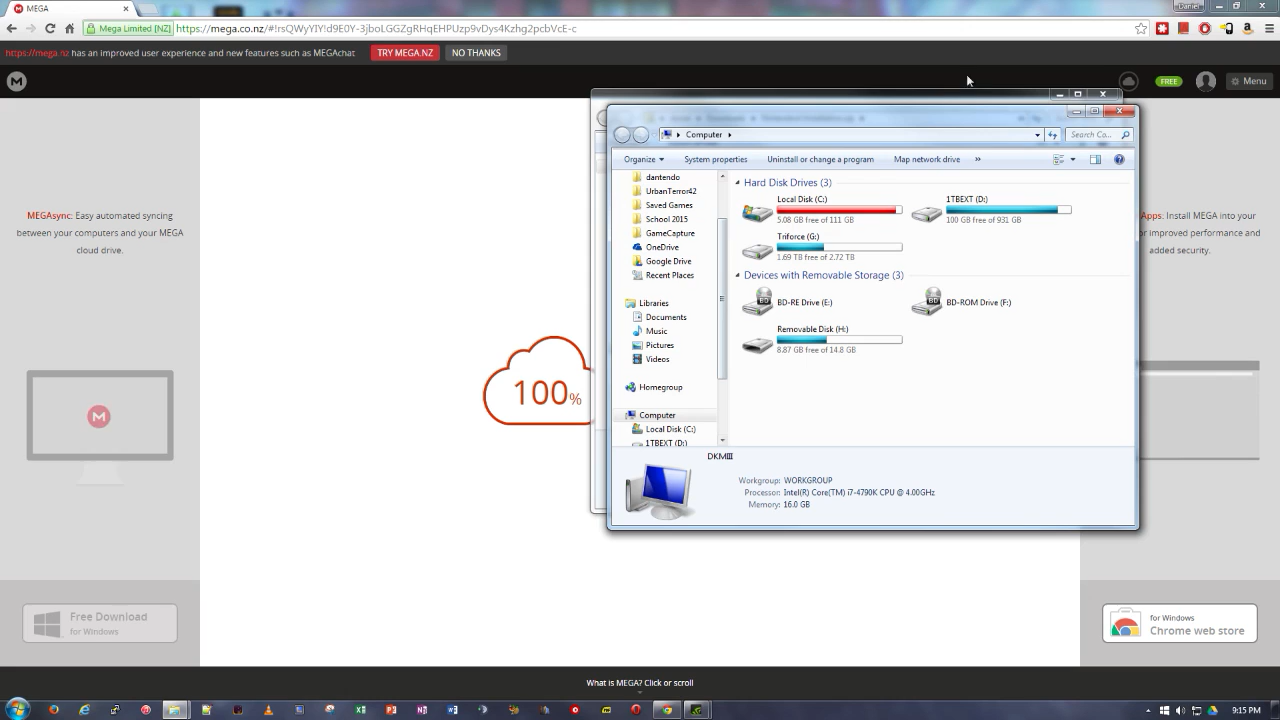 MEGA
Daniel
Mega Limited [NZ]
https://mega.co.nz/#!rsQWyYIY!d9E0Y-3jboLGGZgRHqEHPUzp9vDys4Kzhg2pcbVcE-c
https://mega.nz has an improved user experience and new features such as MEGAchat
TRY MEGA.NZ
NO THANKS
M
FREE
Menu
MEGAsync: Easy automated syncing
between your computers and your MEGA
cloud drive.
M
100%
Free Download
for Windows
Computer
Search Co...
Organize
System properties
Uninstall or change a program
Map network drive
»
dantendo
UrbanTerror42
Saved Games
School 2015
GameCapture
OneDrive
Google Drive
Recent Places
Libraries
Documents
Music
Pictures
Videos
Homegroup
Computer
Local Disk (C:)
1TBEXT (D:)
Hard Disk Drives (3)
Local Disk (C:)
5.08 GB free of 111 GB
1TBEXT (D:)
100 GB free of 931 GB
Triforce (G:)
1.69 TB free of 2.72 TB
Devices with Removable Storage (3)
BD-RE Drive (E:)
BD-ROM Drive (F:)
Removable Disk (H:)
8.87 GB free of 14.8 GB
DKMIII
Workgroup: WORKGROUP
Processor: Intel(R) Core(TM) i7-4790K CPU @ 4.00GHz
Memory: 16.0 GB
Apps: Install MEGA into your
or improved performance and
added security.
for Windows
Chrome web store
What is MEGA? Click or scroll
9:15 PM